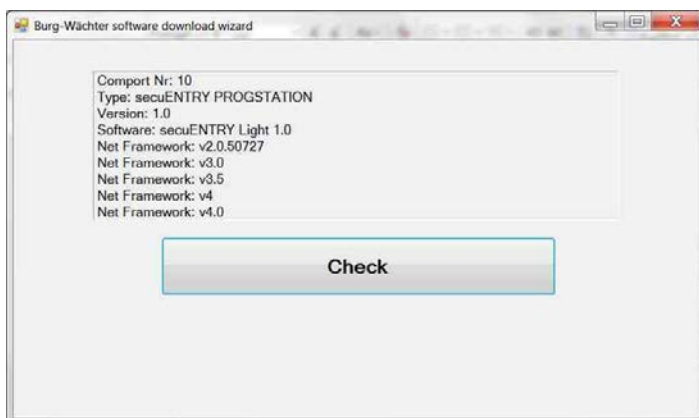 Burg-Wächter software download wizard
Comport Nr: 10
Type: secuENTRY PROGSTATION
Version: 1.0
Software: secuENTRY Light 1.0
Net Framework: v2.0.50727
Net Framework: v3.0
Net Framework: v3.5
Net Framework: v4
Net Framework: v4.0
Check